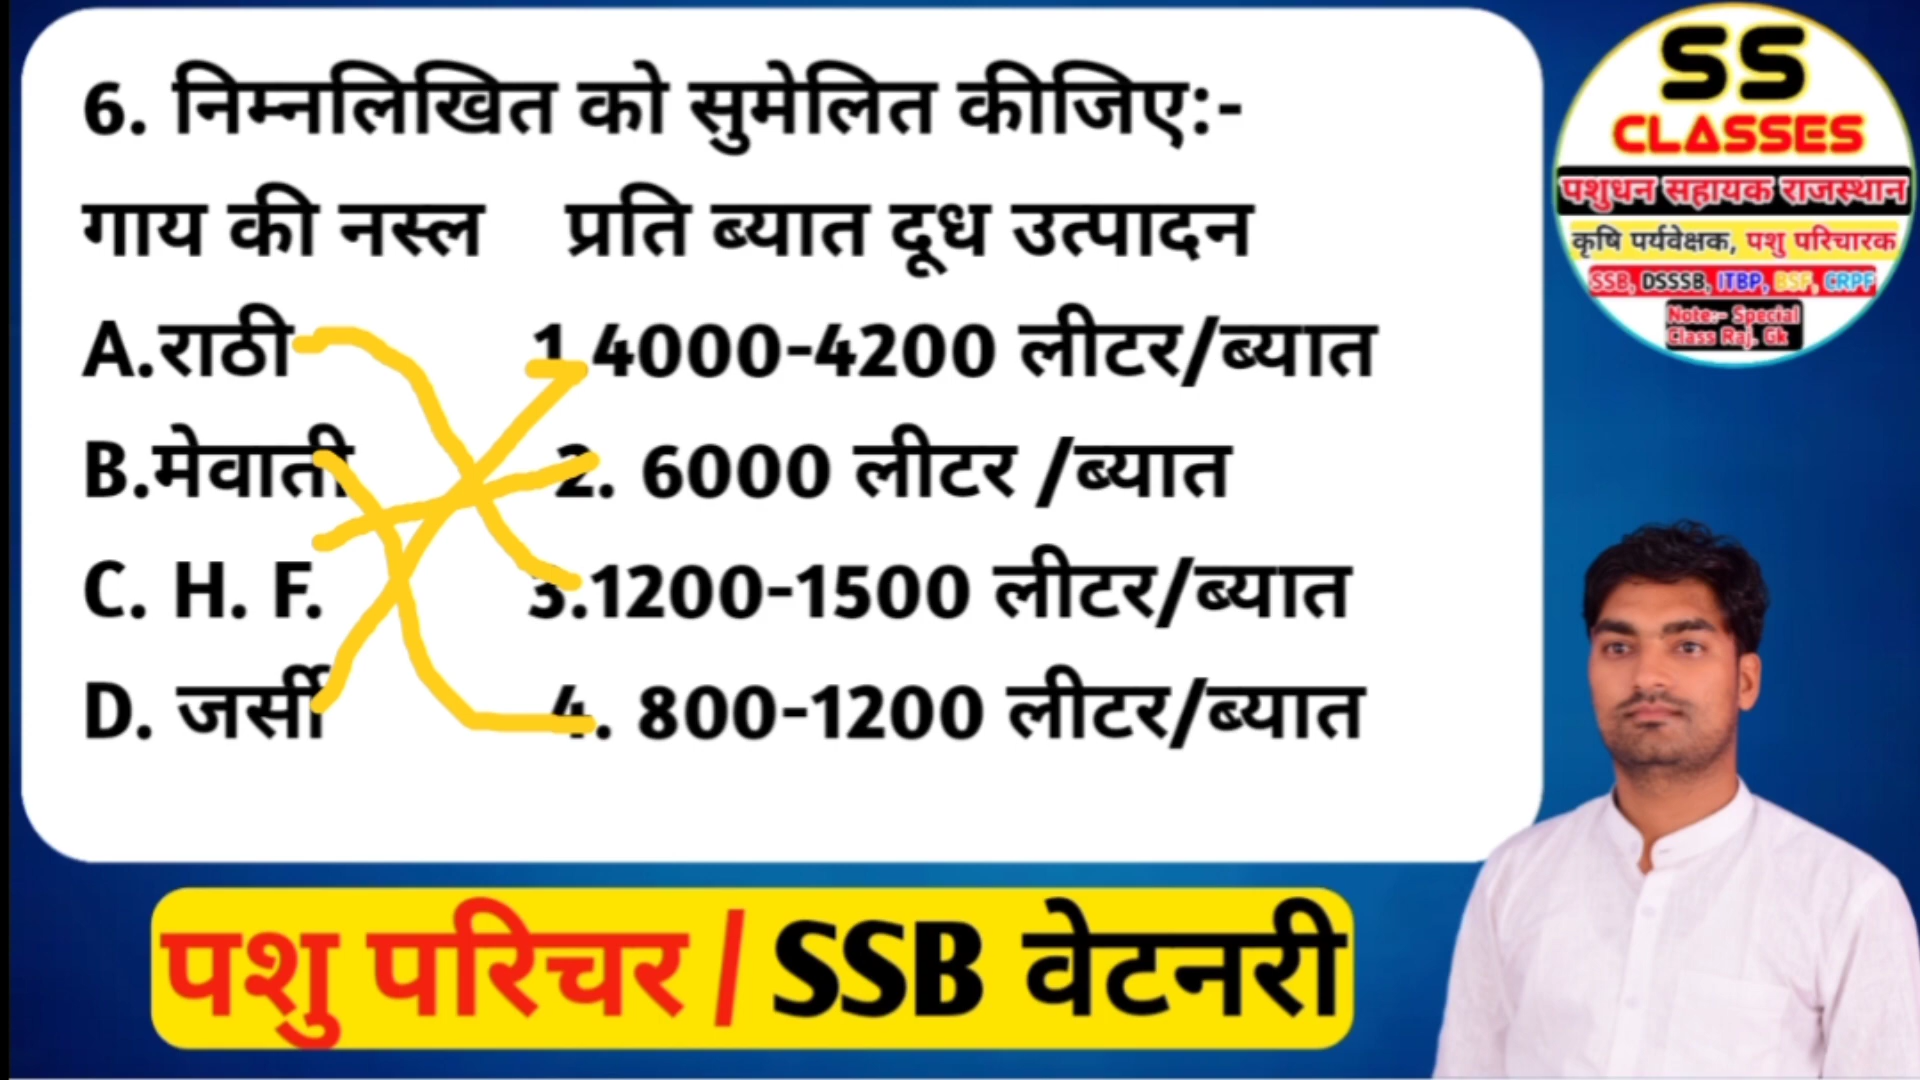 6. निम्नलिखित को सुमेलित कीजिए:-
गाय की नस्ल प्रति ब्यात दूध उत्पादन
A.राठी 1.4000-4200 लीटर/ब्यात
B.मेवाती 2. 6000 लीटर /ब्यात
C. H. F. 3.1200-1500 लीटर/ब्यात
D. जर्सी 4. 800-1200 लीटर/ब्यात
पशु परिचर / SSB वेटनरी
SS
CLASSES
पशुधन सहायक राजस्थान
कृषि पर्यवेक्षक, पशु परिचारक
SSB, DSSSB, ITBP, BSF, CRPF
Note:- Special
Class Raj. Gk